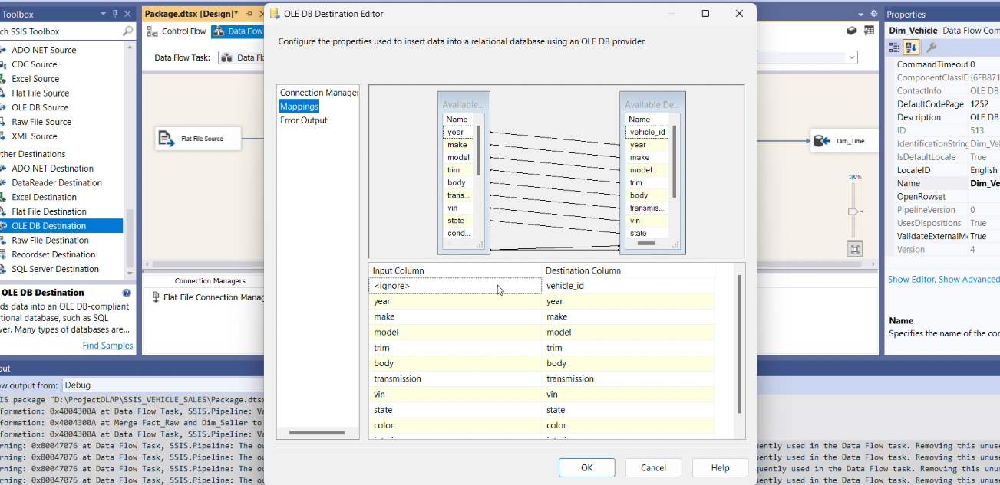 Toolbox
ch SSIS Toolbox
ADO NET Source
CDC Source
Excel Source
Flat File Source
OLE DB Source
Raw File Source
XML Source
ther Destinations
ADO NET Destination
DataReader Destination
Excel Destination
Flat File Destination
OLE DB Destination
Raw File Destination
Recordset Destination
SQL Server Destination
OLE DB Destination
ds data into an OLE DB-compliant
tional database, such as SQL
ver. Many types of databases are...
Find Samples
Package.dtsx [Design]*
Control Flow
Data Flow
Data Flow Task:
Data Fl
Flat File Source
Connection Managers
Flat File Connection Manag
OLE DB Destination Editor
Configure the properties used to insert data into a relational database using an OLE DB provider.
Connection Manager
Mappings
Error Output
Available...
Name
year
make
model
trim
body
trans...
vin
state
cond...
Available De...
Name
vehicle_id
year
make
model
trim
body
transmis...
vin
state
Input Column Destination Column
<ignore> vehicle_id
year year
make make
model model
trim trim
body body
transmission transmission
vin vin
state state
color color
OK Cancel Help
Dim_Time
100%
Properties
Dim_Vehicle Data Flow Com
CommandTimeout 0
ComponentClassID {6FB871
ContactInfo OLE DB
DefaultCodePage 1252
Description OLE DB
ID 513
IdentificationString Dim_Veh
IsDefaultLocale True
LocaleID English
Name Dim_Ve
OpenRowset
PipelineVersion 0
UsesDispositions True
ValidateExternalM True
Version 4
Show Editor, Show Advanced
Name
Specifies the name of the com
put
ow output from: Debug
IS package "D:\ProjectOLAP\SSIS_VEHICLE_SALES\Package.dtsx
formation: 0x4004300A at Data Flow Task, SSIS.Pipeline: Va
formation: 0x4004300A at Merge Fact_Raw and Dim_Seller to
formation: 0x4004300A at Data Flow Task, SSIS.Pipeline: Va
rning: 0x80047076 at Data Flow Task, SSIS.Pipeline: The ou
rning: 0x80047076 at Data Flow Task, SSIS.Pipeline: The ou
rning: 0x80047076 at Data Flow Task, SSIS.Pipeline: The ou
rning: 0x80047076 at Data Flow Task, SSIS.Pipeline: The ou
uently used in the Data Flow task. Removing this unuse
uently used in the Data Flow task. Removing this unuse
quently used in the Data Flow task. Removing this unus
uently used in the Data Flow task. Removing this unuse